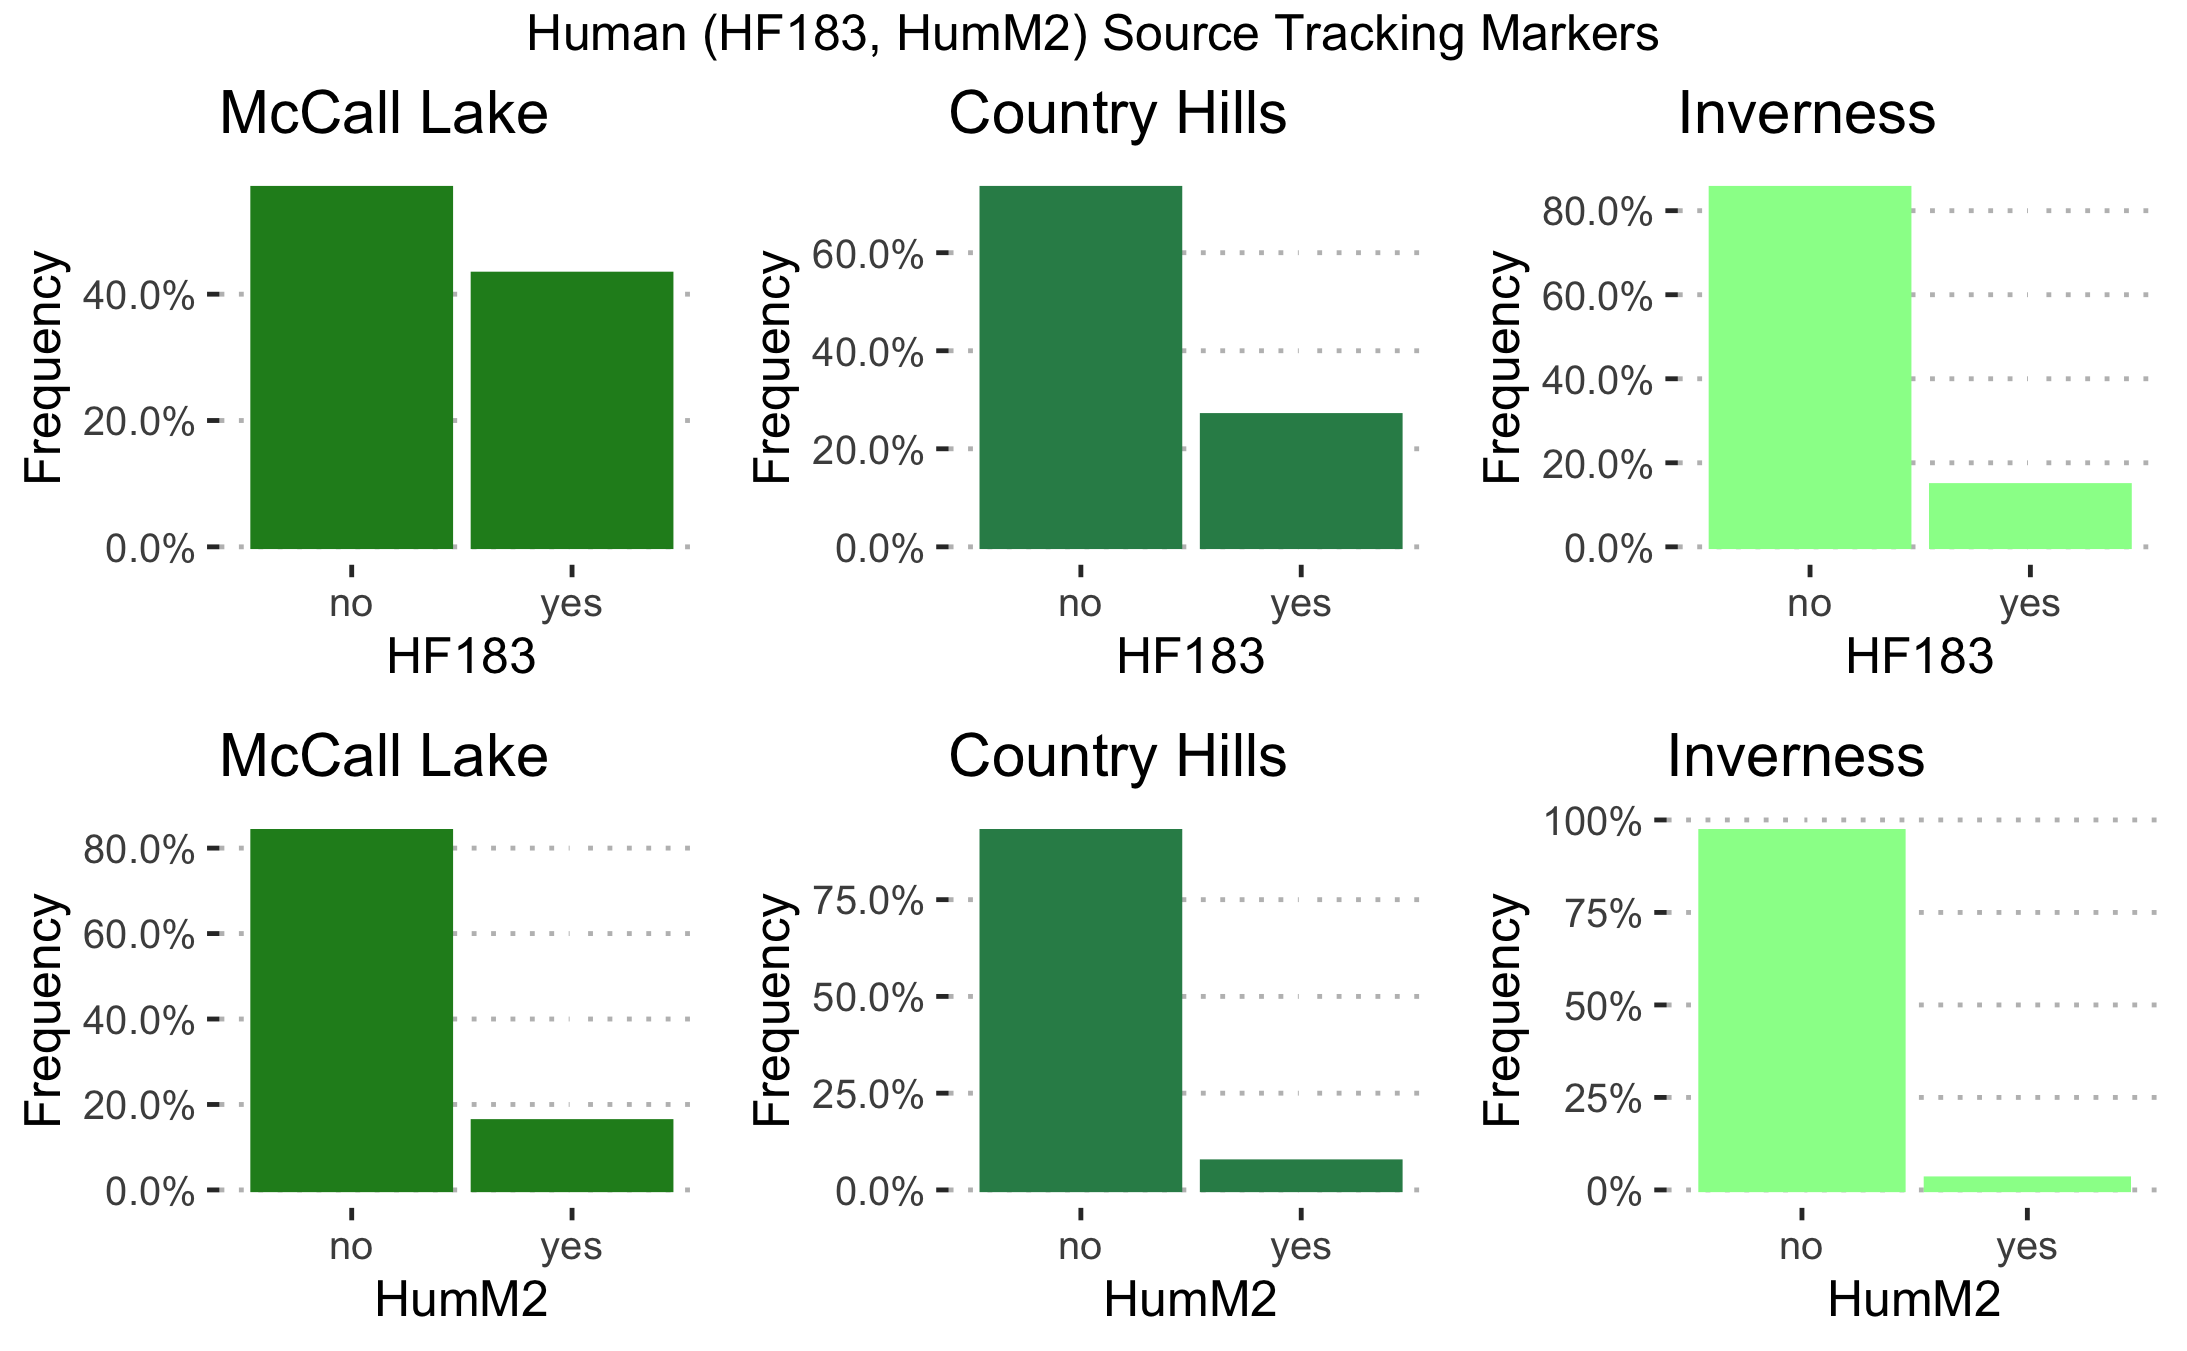 Human (HF183, HumM2) Source Tracking Markers
McCall Lake
Frequency
40.0%
20.0%
0.0%
no yes
HF183
Country Hills
Frequency
60.0%
40.0%
20.0%
0.0%
no yes
HF183
Inverness
Frequency
80.0%
60.0%
40.0%
20.0%
0.0%
no yes
HF183
McCall Lake
Frequency
80.0%
60.0%
40.0%
20.0%
0.0%
no yes
HumM2
Country Hills
Frequency
75.0%
50.0%
25.0%
0.0%
no yes
HumM2
Inverness
Frequency
100%
75%
50%
25%
0%
no yes
HumM2